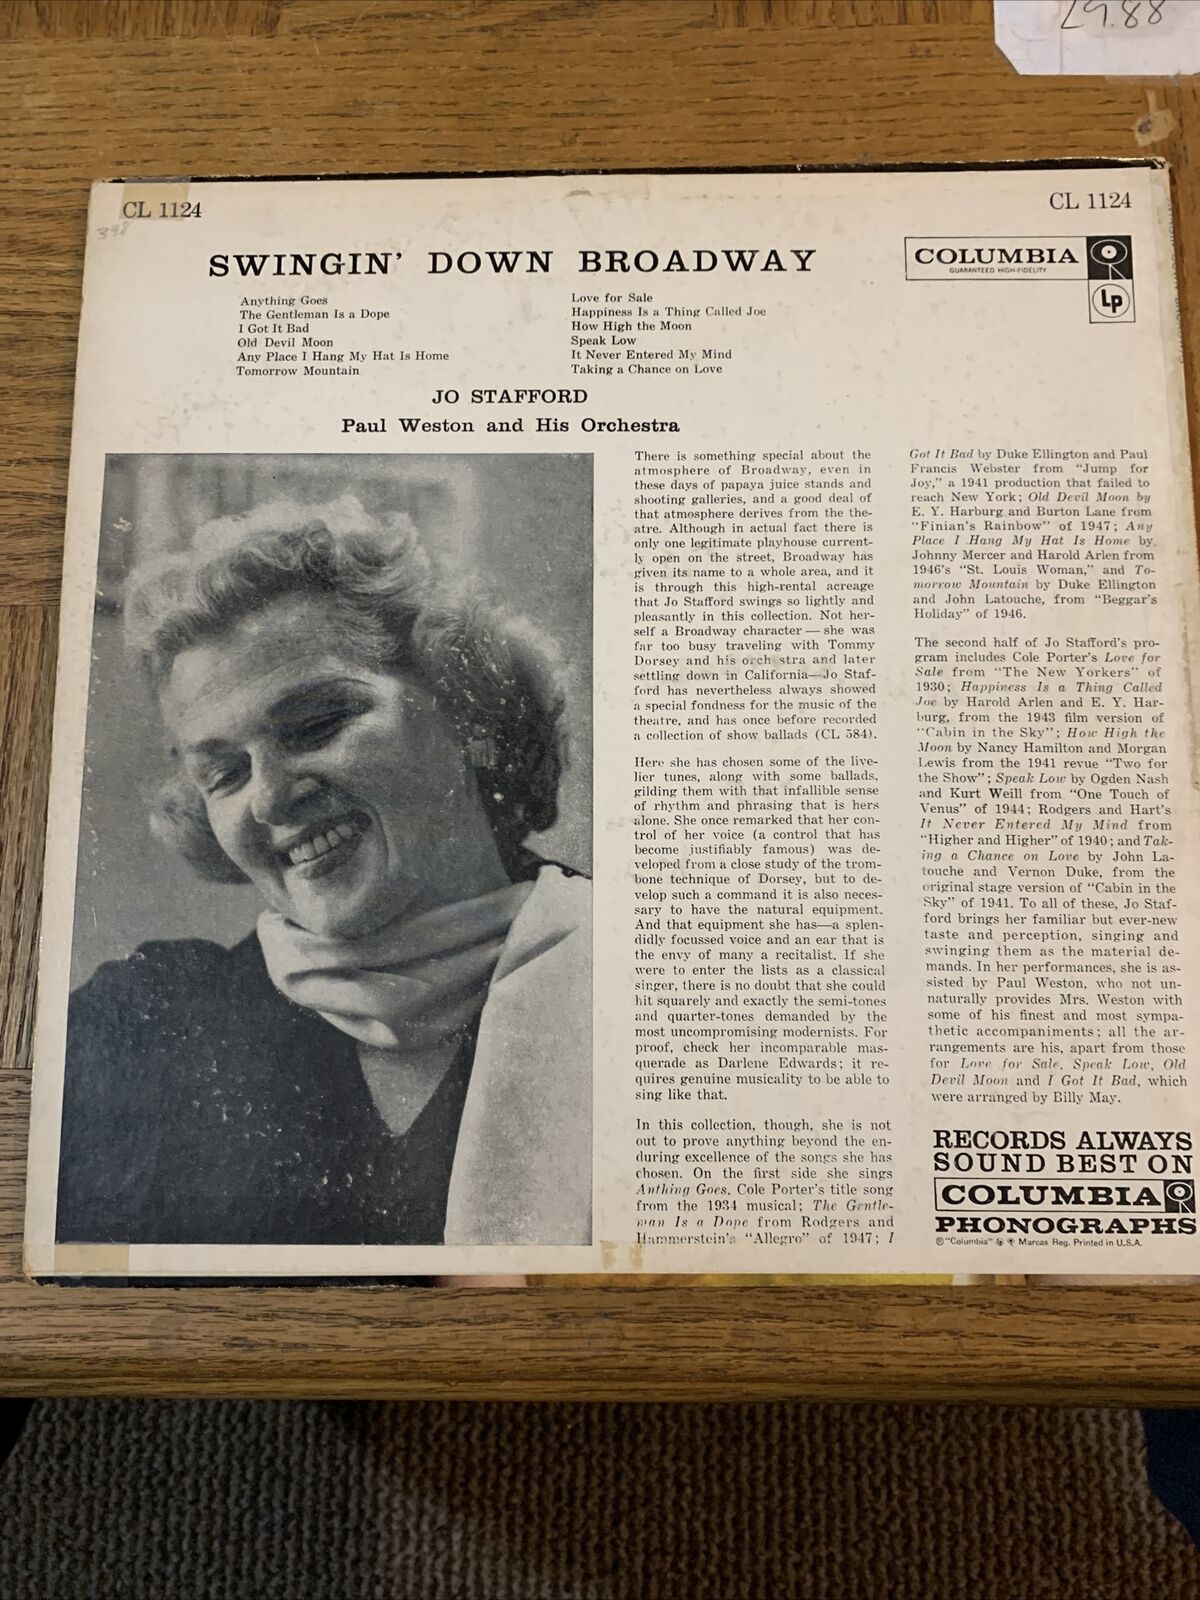 29.88
CL 1124
CL 1124
398
SWINGIN' DOWN BROADWAY
COLUMBIA
GUARANTEED HIGH-FIDELITY
Lp
Anything Goes
The Gentleman Is a Dope
I Got It Bad
Old Devil Moon
Any Place I Hang My Hat Is Home
Tomorrow Mountain
Love for Sale
Happiness Is a Thing Called Joe
How High the Moon
Speak Low
It Never Entered My Mind
Taking a Chance on Love
JO STAFFORD
Paul Weston and His Orchestra
There is something special about the
atmosphere of Broadway, even in
these days of papaya juice stands and
shooting galleries, and a good deal of
that atmosphere derives from the the-
atre. Although in actual fact there is
only one legitimate playhouse current-
ly open on the street, Broadway has
given its name to a whole area, and it
is through this high-rental acreage
that Jo Stafford swings so lightly and
pleasantly in this collection. Not her-
self a Broadway character — she was
far too busy traveling with Tommy
Dorsey and his orch stra and later
settling down in California—Jo Staf-
ford has nevertheless always showed
a special fondness for the music of the
theatre, and has once before recorded
a collection of show ballads (CL 584).
Here she has chosen some of the live-
lier tunes, along with some ballads,
gilding them with that infallible sense
of rhythm and phrasing that is hers
alone. She once remarked that her con-
trol of her voice (a control that has
become justifiably famous) was de-
veloped from a close study of the trom-
bone technique of Dorsey, but to de-
velop such a command it is also neces-
sary to have the natural equipment.
And that equipment she has—a splen-
didly focussed voice and an ear that is
the envy of many a recitalist. If she
were to enter the lists as a classical
singer, there is no doubt that she could
hit squarely and exactly the semi-tones
and quarter-tones demanded by the
most uncompromising modernists. For
proof, check her incomparable mas-
querade as Darlene Edwards; it re-
quires genuine musicality to be able to
sing like that.
In this collection, though, she is not
out to prove anything beyond the en-
during excellence of the songs she has
chosen. On the first side she sings
Anthing Goes, Cole Porter's title song
from the 1934 musical; The Gentle-
man Is a Dope from Rodgers and
Hammerstein's "Allegro" of 1947; I
Got It Bad by Duke Ellington and Paul
Francis Webster from "Jump for
Joy," a 1941 production that failed to
reach New York; Old Devil Moon by
E. Y. Harburg and Burton Lane from
"Finian's Rainbow" of 1947; Any
Place I Hang My Hat Is Home by
Johnny Mercer and Harold Arlen from
1946's "St. Louis Woman," and To-
morrow Mountain by Duke Ellington
and John Latouche, from "Beggar's
Holiday" of 1946.
The second half of Jo Stafford's pro-
gram includes Cole Porter's Love for
Sale from "The New Yorkers" of
1930; Happiness Is a Thing Called
Joe by Harold Arlen and E. Y. Har-
burg, from the 1943 film version of
"Cabin in the Sky"; How High the
Moon by Nancy Hamilton and Morgan
Lewis from the 1941 revue "Two for
the Show"; Speak Low by Ogden Nash
and Kurt Weill from "One Touch of
Venus" of 1944; Rodgers and Hart's
It Never Entered My Mind from
"Higher and Higher" of 1940; and Tak-
ing a Chance on Love by John La-
touche and Vernon Duke, from the
original stage version of "Cabin in the
Sky" of 1941. To all of these, Jo Staf-
ford brings her familiar but ever-new
taste and perception, singing and
swinging them as the material de-
mands. In her performances, she is as-
sisted by Paul Weston, who not un-
naturally provides Mrs. Weston with
some of his finest and most sympa-
thetic accompaniments; all the ar-
rangements are his, apart from those
for Love for Sale, Speak Low, Old
Devil Moon and I Got It Bad, which
were arranged by Billy May.
RECORDS ALWAYS
SOUND BEST ON
COLUMBIA
PHONOGRAPHS
® "Columbia" Marcas Reg. Printed in U.S.A.